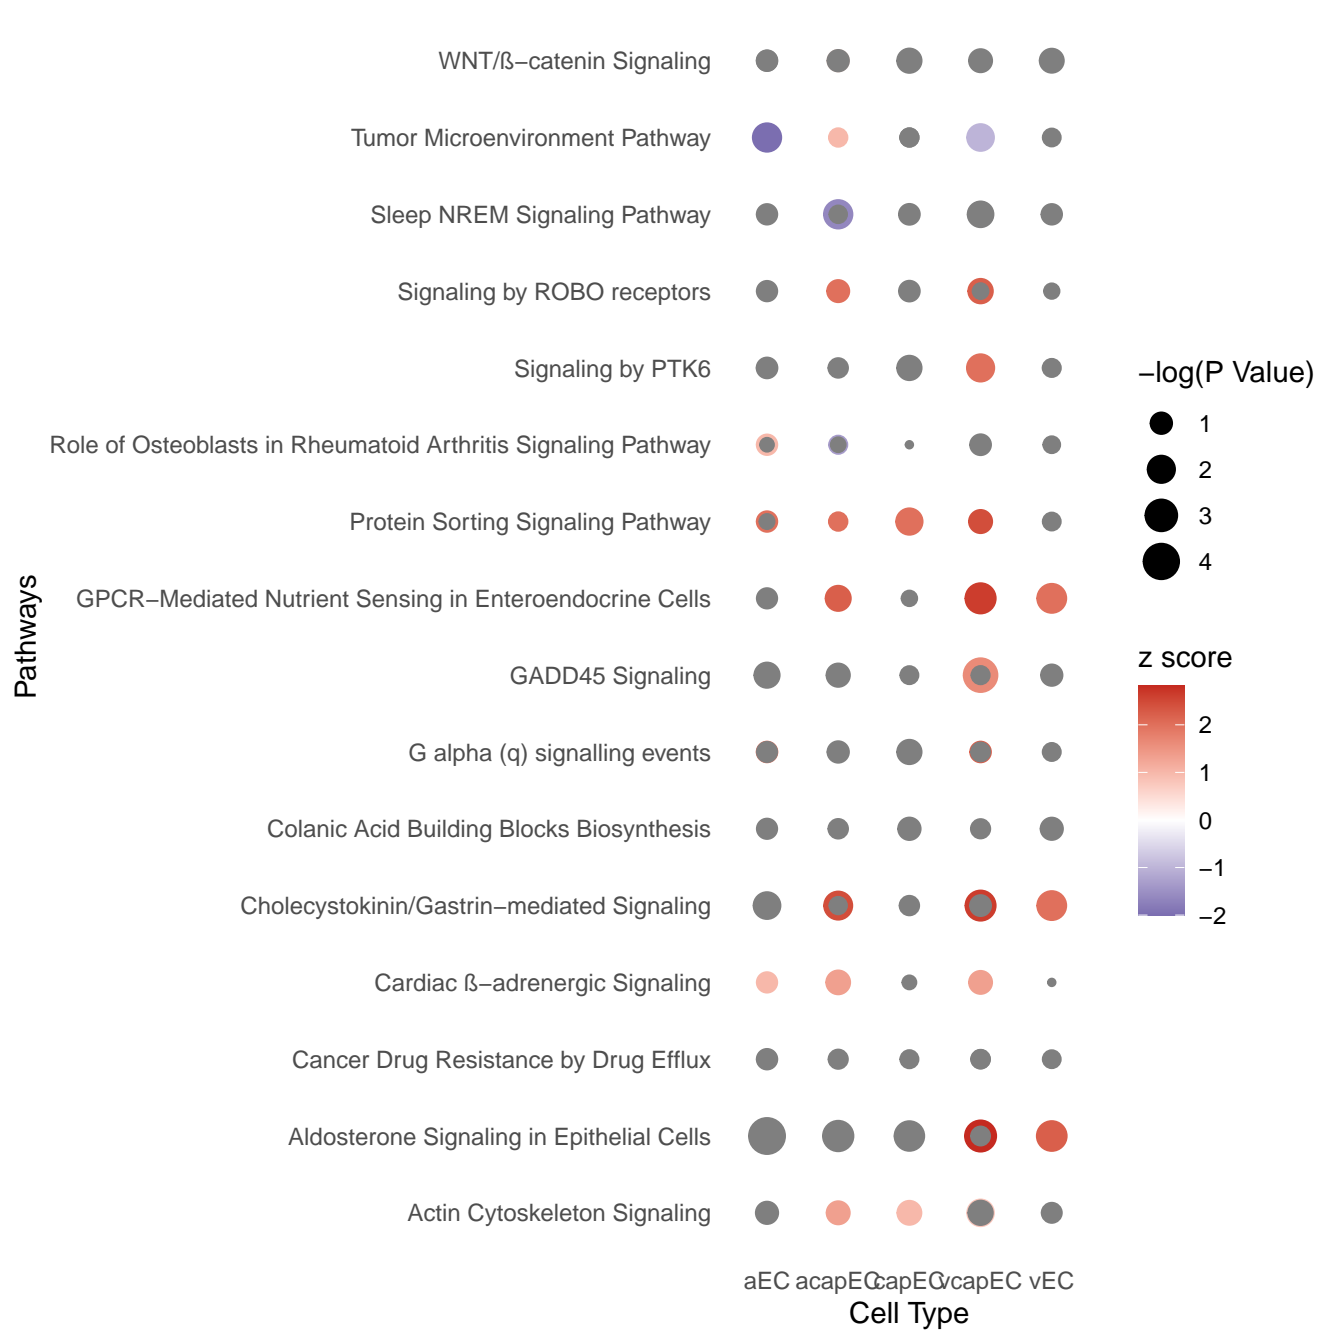 WNT/ß−catenin Signaling
Tumor Microenvironment Pathway
Sleep NREM Signaling Pathway
Signaling by ROBO receptors
Signaling by PTK6
Role of Osteoblasts in Rheumatoid Arthritis Signaling Pathway
Protein Sorting Signaling Pathway
GPCR−Mediated Nutrient Sensing in Enteroendocrine Cells
GADD45 Signaling
G alpha (q) signalling events
Colanic Acid Building Blocks Biosynthesis
Cholecystokinin/Gastrin−mediated Signaling
Cardiac ß−adrenergic Signaling
Cancer Drug Resistance by Drug Efflux
Aldosterone Signaling in Epithelial Cells
Actin Cytoskeleton Signaling
Pathways
aEC acapEC capEC vcapEC vEC
Cell Type
−log(P Value)
1
2
3
4
z score
2
1
0
−1
−2